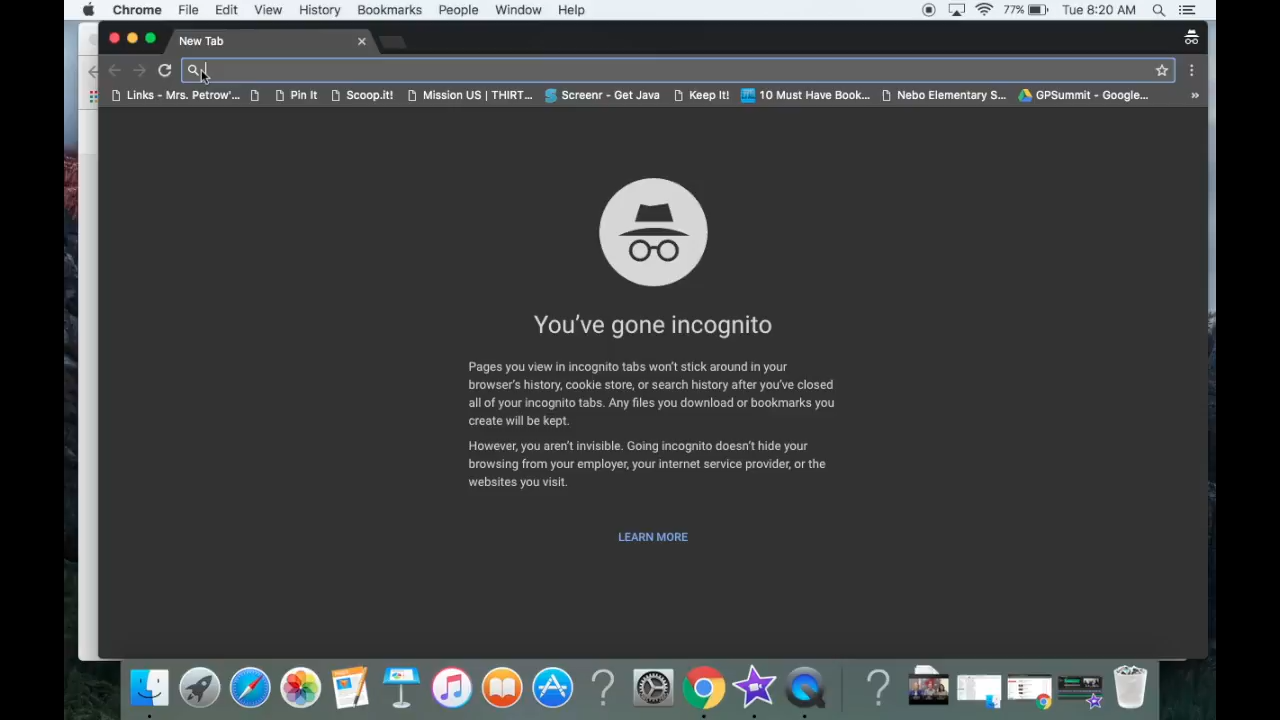 Chrome File Edit View History Bookmarks People Window Help 77% Tue 8:20 AM
New Tab
Links - Mrs. Petrow'... Pin It Scoop.it! Mission US | THIRT... Screenr - Get Java Keep It! 10 Must Have Book... Nebo Elementary S... GPSummit - Google... »
You've gone incognito
Pages you view in incognito tabs won't stick around in your
browser's history, cookie store, or search history after you've closed
all of your incognito tabs. Any files you download or bookmarks you
create will be kept.
However, you aren't invisible. Going incognito doesn't hide your
browsing from your employer, your internet service provider, or the
websites you visit.
LEARN MORE